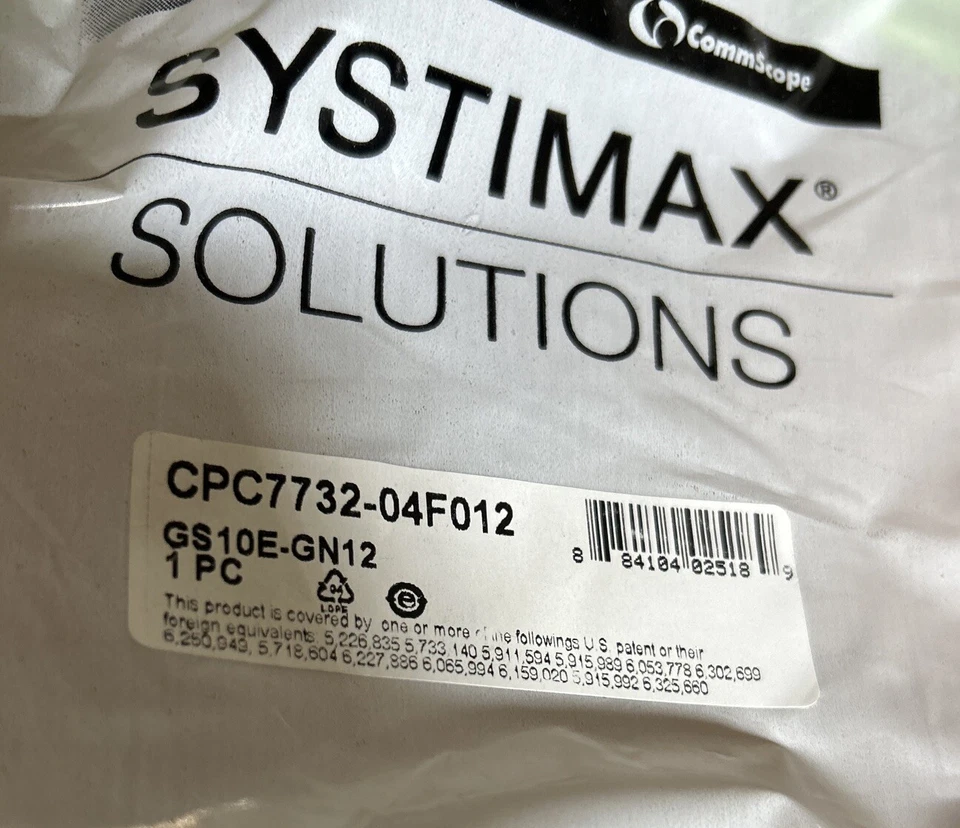 CommScope
SYSTIMAX®
SOLUTIONS
CPC7732-04F012
GS10E-GN12
1 PC
04
LDPE
e
8 84104 02518 9
This product is covered by one or more the followings U.S. patent or their
foreign equivalents: 5,226,835 5,733,140 5,911,594 5,915,989 6,053,778 6,302,699
6,250,949, 5,718,604 6,227,886 6,065,994 6,159,020 5,915,992 6,325,660